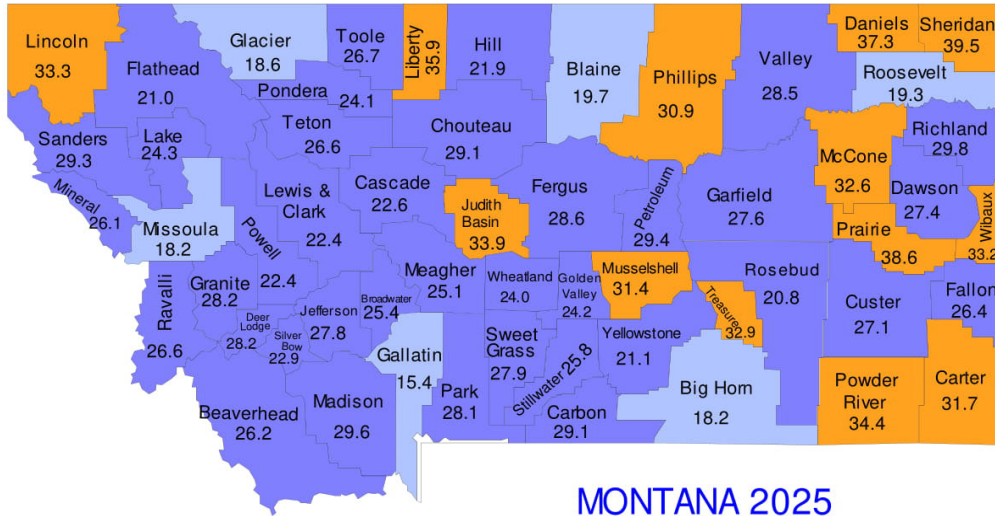 Lincoln
33.3
Flathead
21.0
Glacier
18.6
Toole
26.7
Liberty
35.9
Hill
21.9
Blaine
19.7
Phillips
30.9
Valley
28.5
Daniels
37.3
Sheridan
39.5
Roosevelt
19.3
Pondera
24.1
Teton
26.6
Chouteau
29.1
Sanders
29.3
Lake
24.3
Mineral
26.1
Missoula
18.2
Lewis &
Clark
22.4
Powell
22.4
Cascade
22.6
Judith
Basin
33.9
Fergus
28.6
Petroleum
29.4
Garfield
27.6
McCone
32.6
Richland
29.8
Dawson
27.4
Wibaux
33.2
Prairie
38.6
Ravalli
26.6
Granite
28.2
Deer
Lodge
28.2
Silver
Bow
22.9
Jefferson
27.8
Broadwater
25.4
Meagher
25.1
Wheatland
24.0
Golden
Valley
24.2
Musselshell
31.4
Treasure
32.9
Rosebud
20.8
Custer
27.1
Fallon
26.4
Beaverhead
26.2
Madison
29.6
Gallatin
15.4
Park
28.1
Sweet
Grass
27.9
Stillwater 25.8
Yellowstone
21.1
Carbon
29.1
Big Horn
18.2
Powder
River
34.4
Carter
31.7
MONTANA 2025